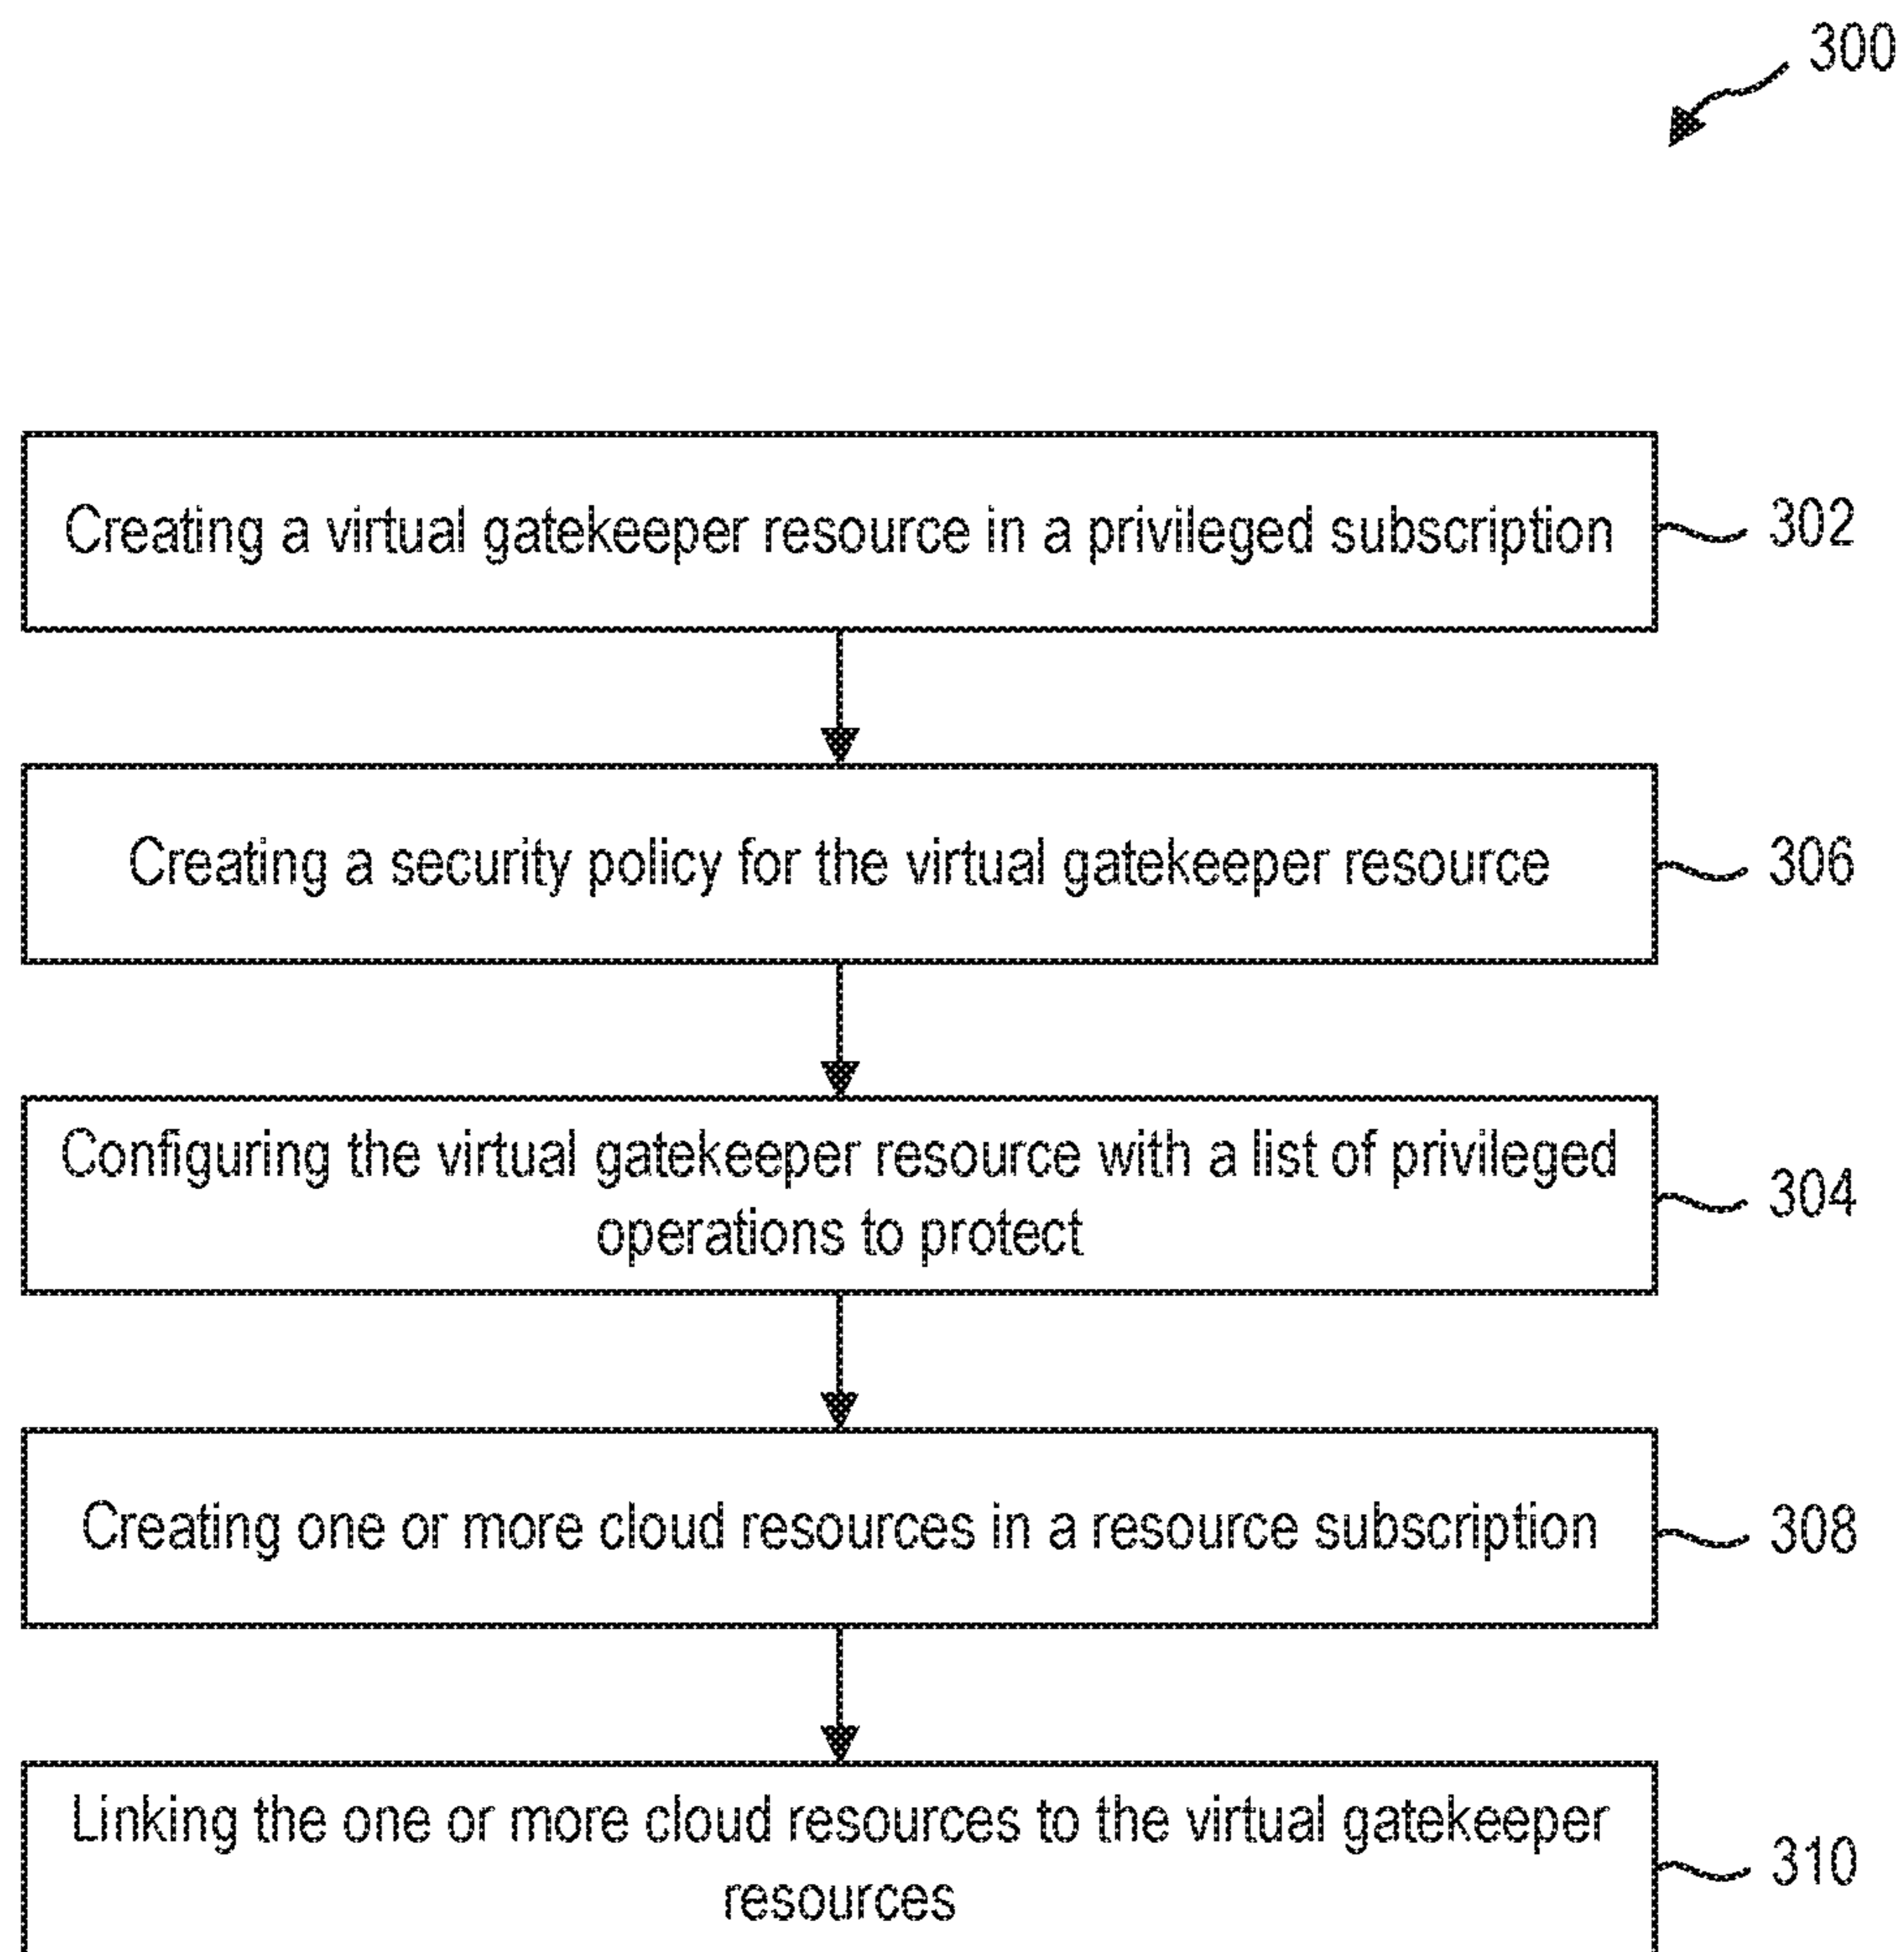 300
Creating a virtual gatekeeper resource in a privileged subscription
302
Creating a security policy for the virtual gatekeeper resource
306
Configuring the virtual gatekeeper resource with a list of privileged
operations to protect
304
Creating one or more cloud resources in a resource subscription
308
Linking the one or more cloud resources to the virtual gatekeeper
resources
310